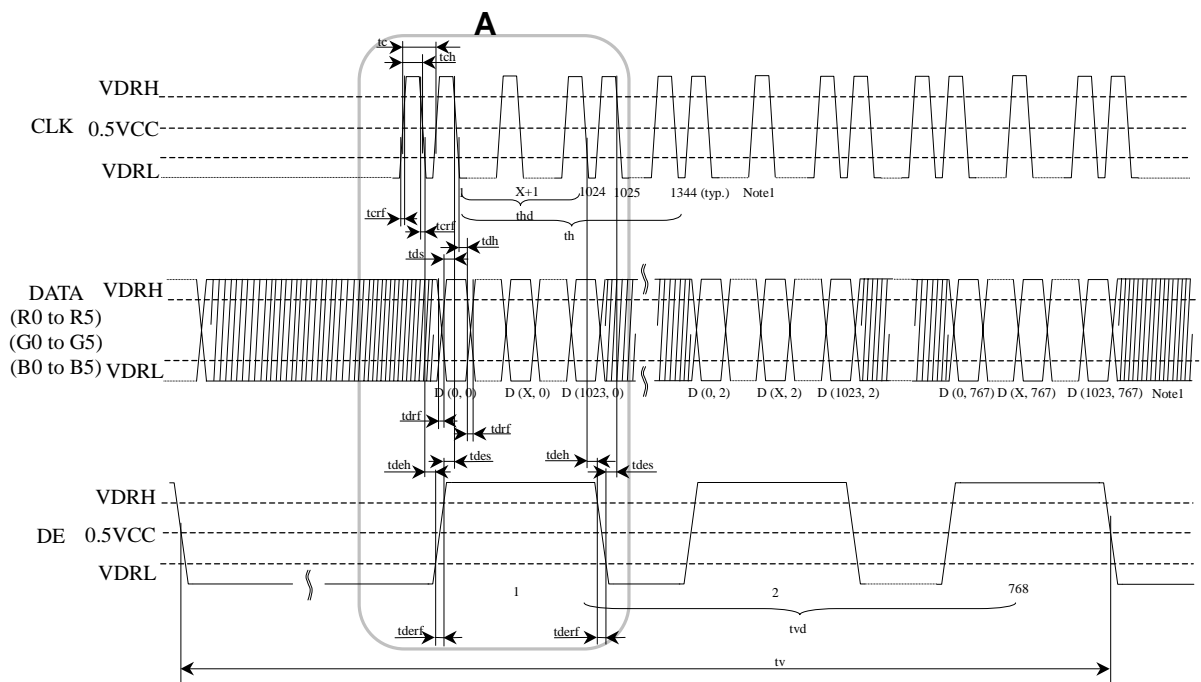 A
tc
tch
VDRH
CLK 0.5VCC
VDRL
1 X+1 1024 1025 1344 (typ.) Note1
thd
th
tcrf
tcrf
tdh
tds
DATA
(R0 to R5)
(G0 to G5)
(B0 to B5)
VDRH
VDRL
D (0, 0) D (X, 0) D (1023, 0) D (0, 2) D (X, 2) D (1023, 2) D (0, 767) D (X, 767) D (1023, 767) Note1
tdrf
tdrf
tdeh tdes tdeh tdes
VDRH
DE 0.5VCC
VDRL
1 2 768
tvd
tderf tderf
tv